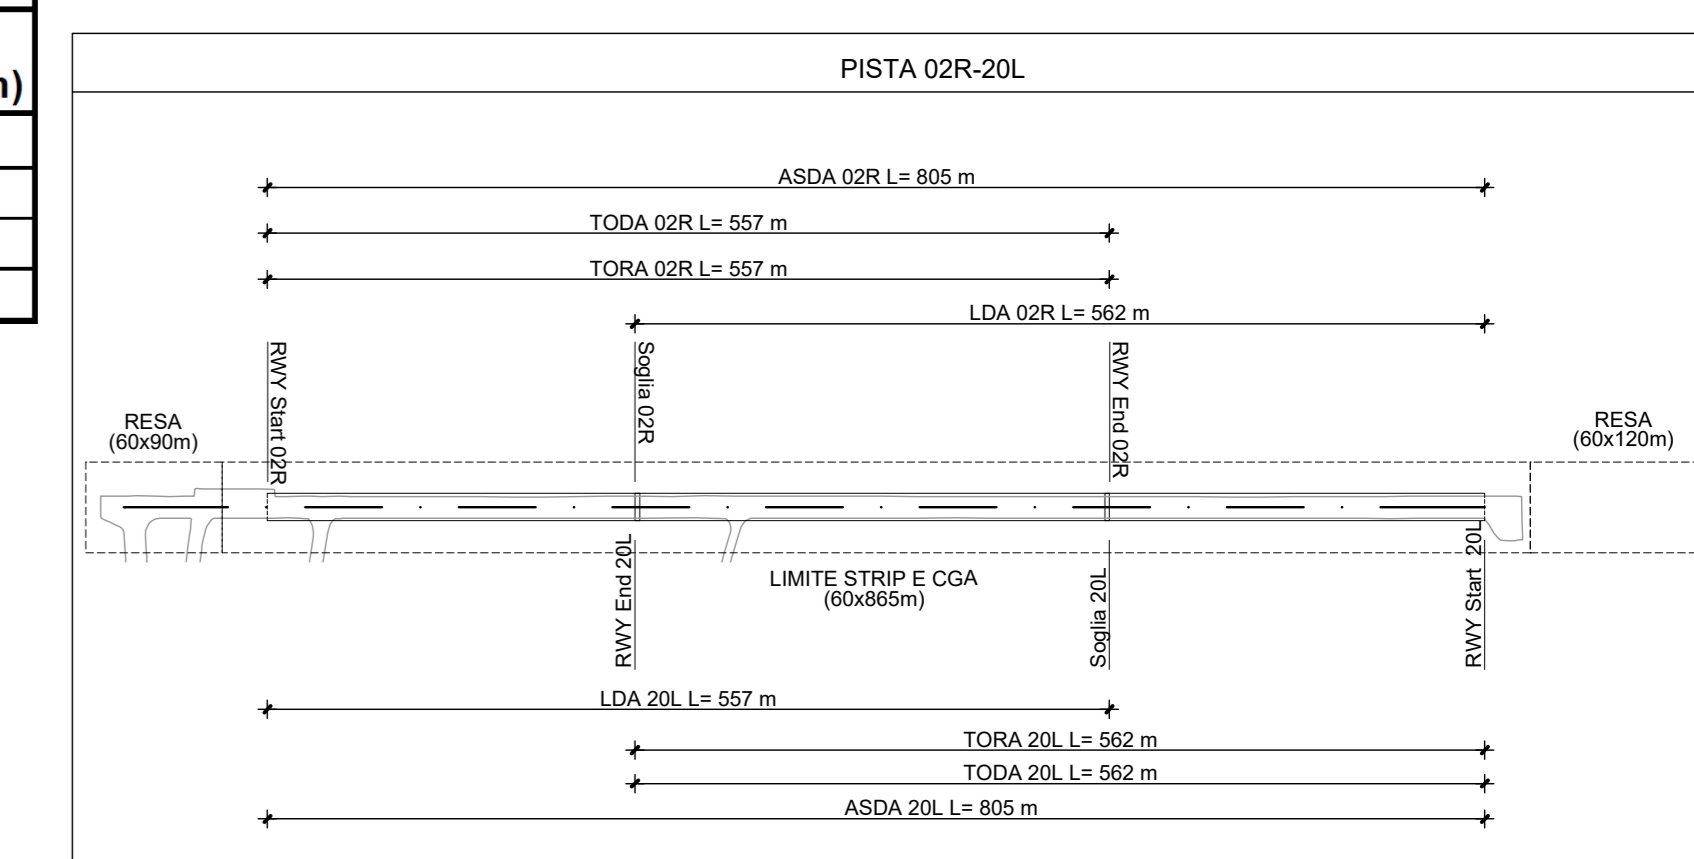 m)
PISTA 02R-20L
ASDA 02R L= 805 m
TODA 02R L= 557 m
TORA 02R L= 557 m
LDA 02R L= 562 m
RWY Start 02R
Soglia 02R
RWY End 02R
RESA
(60x90m)
RESA
(60x120m)
RWY End 20L
LIMITE STRIP E CGA
(60x865m)
Soglia 20L
RWY Start 20L
LDA 20L L= 557 m
TORA 20L L= 562 m
TODA 20L L= 562 m
ASDA 20L L= 805 m